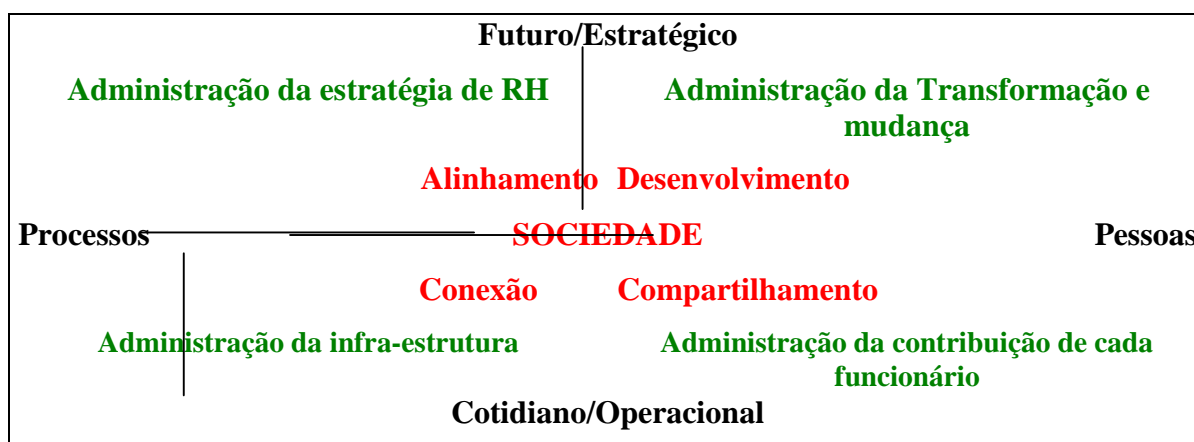 Futuro/Estratégico
Administração da estratégia de RH Administração da Transformação e
mudança
Alinhamento Desenvolvimento
Processos SOCIEDADE Pessoas
Conexão Compartilhamento
Administração da infra-estrutura Administração da contribuição de cada
funcionário
Cotidiano/Operacional